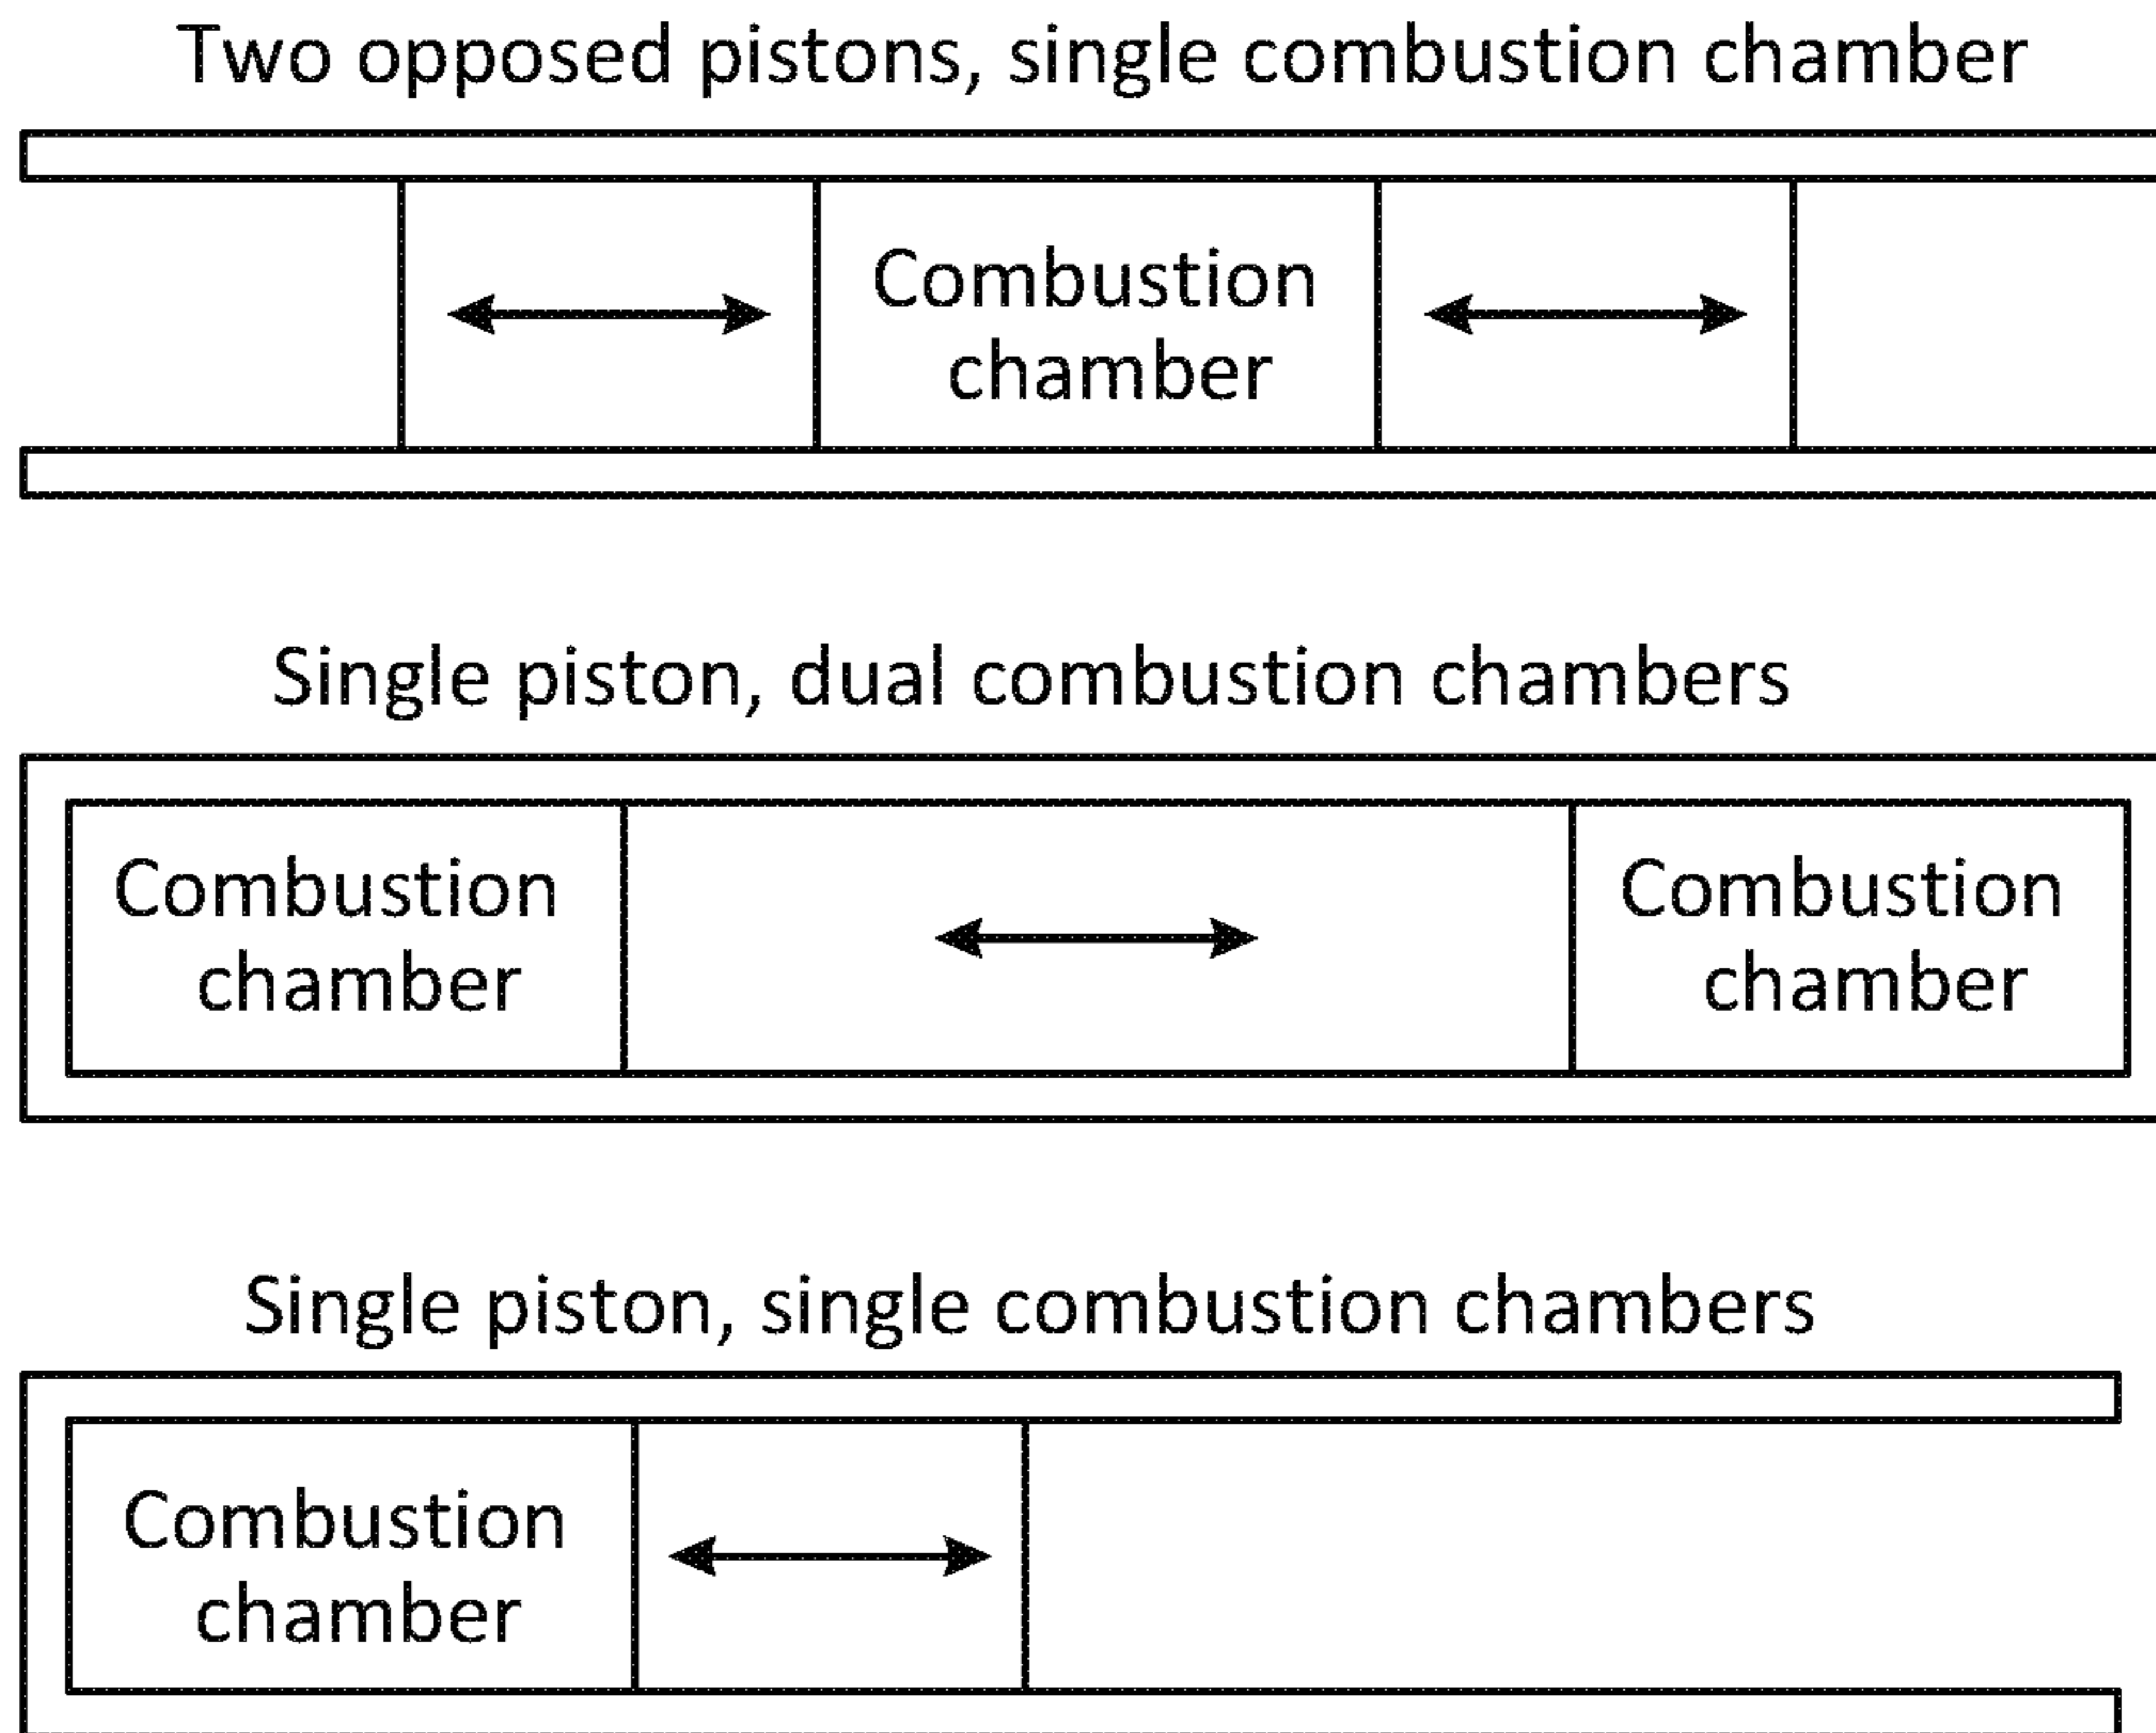 Two opposed pistons, single combustion chamber
Combustion
chamber
Single piston, dual combustion chambers
Combustion
chamber
Combustion
chamber
Single piston, single combustion chambers
Combustion
chamber